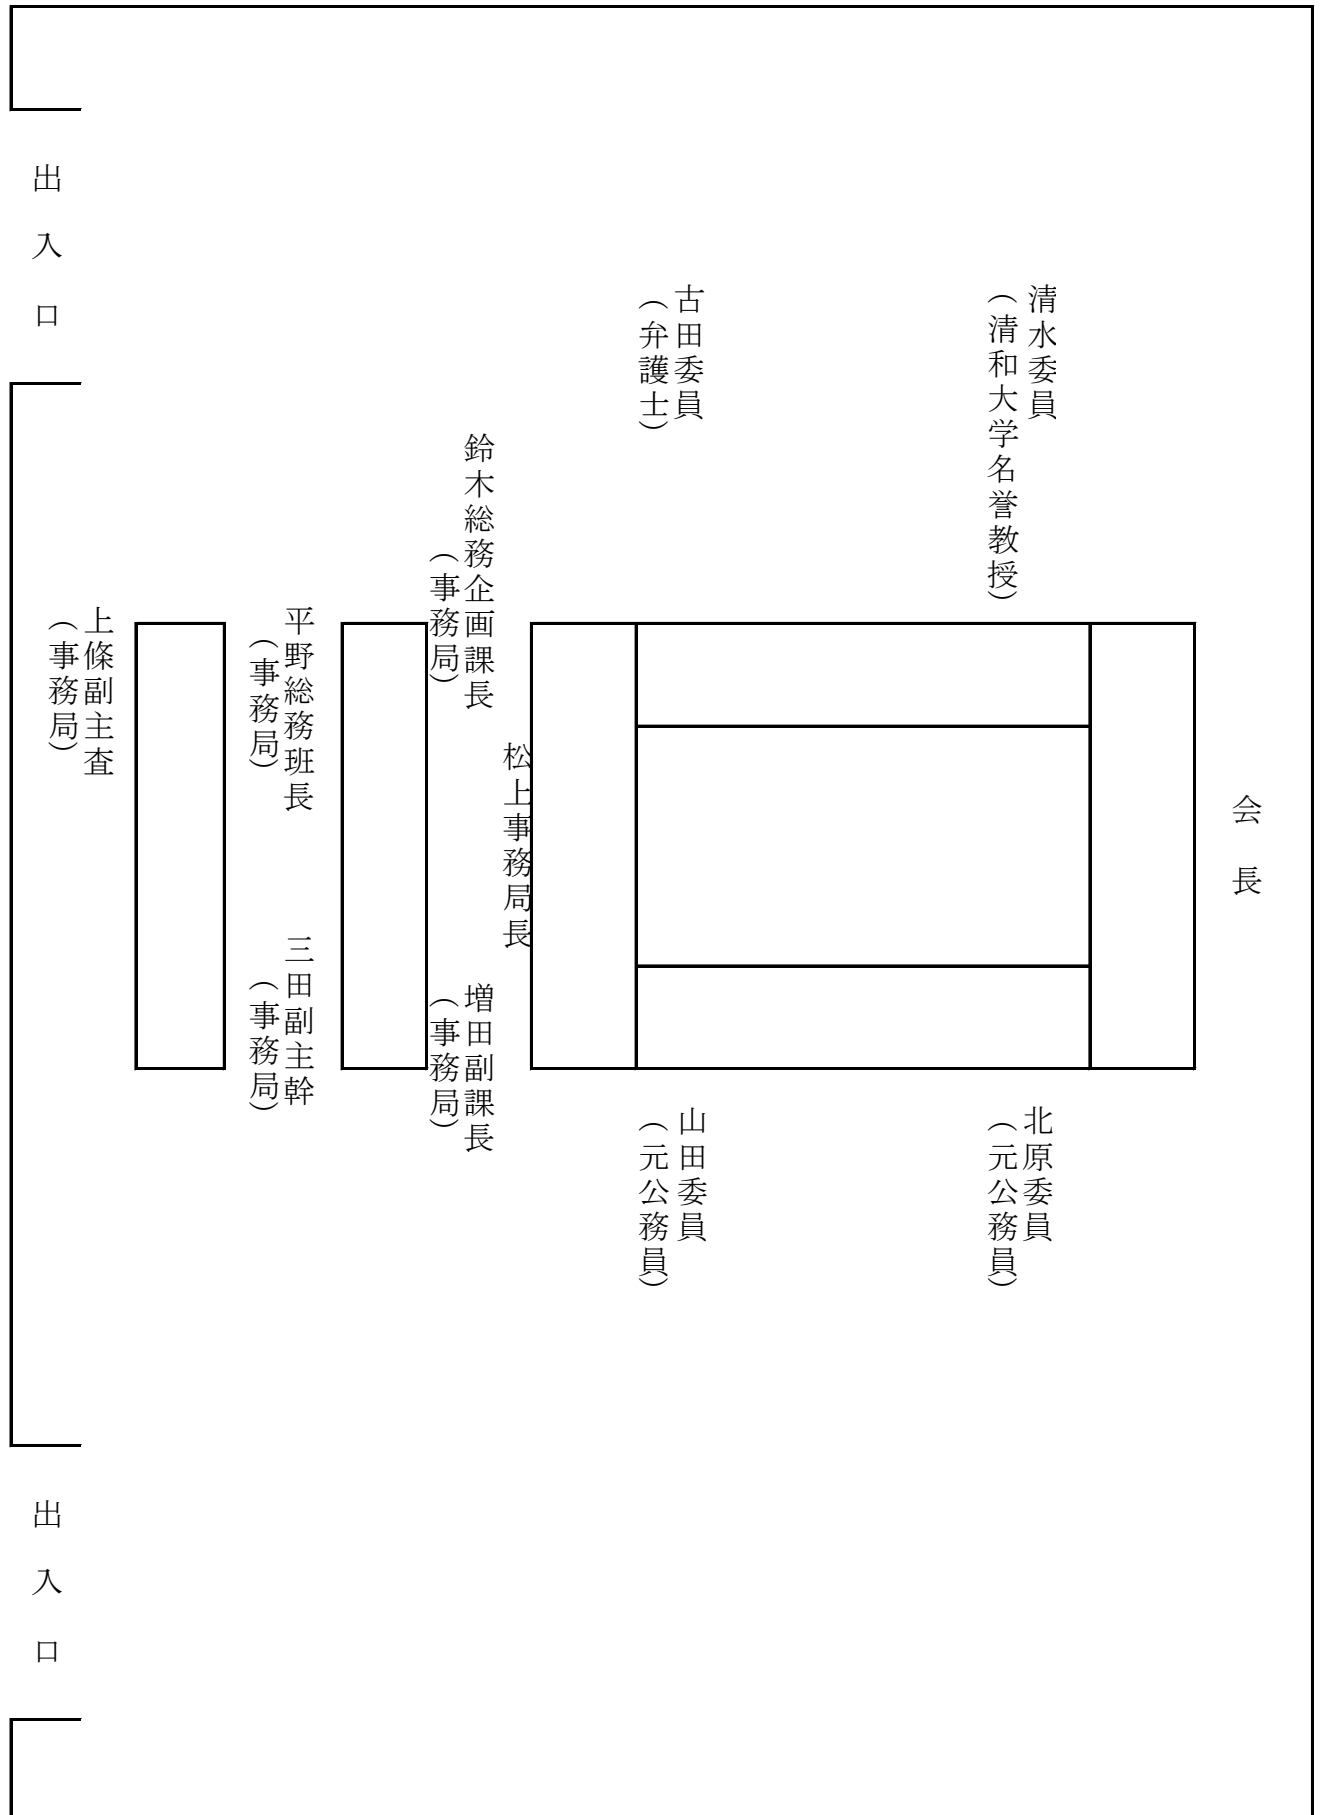 会長
清水委員
（清和大学名誉教授）
北原委員
（元公務員）
古田委員
（弁護士）
山田委員
（元公務員）
松上事務局長
鈴木総務企画課長
（事務局）
増田副課長
（事務局）
平野総務班長
（事務局）
三田副主幹
（事務局）
上條副主査
（事務局）
出入口
出入口